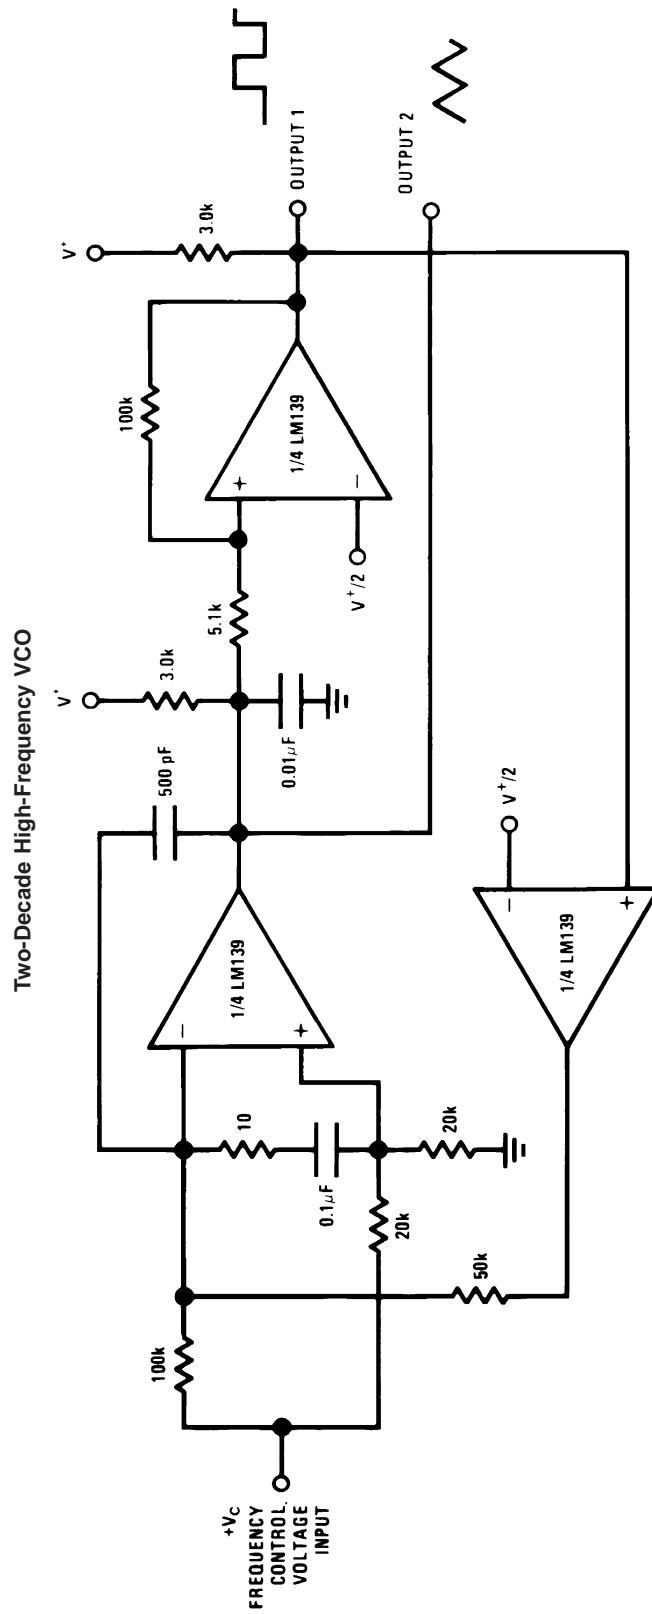 Two-Decade High-Frequency VCO
V+
V+
100k
3.0k
500 pF
3.0k
5.1k
+
−
1/4 LM139
OUTPUT 1
V+/2
0.01µF
OUTPUT 2
−
+
1/4 LM139
100k
10
0.1µF
20k
20k
+VC
FREQUENCY
CONTROL.
VOLTAGE
INPUT
50k
V+/2
−
+
1/4 LM139